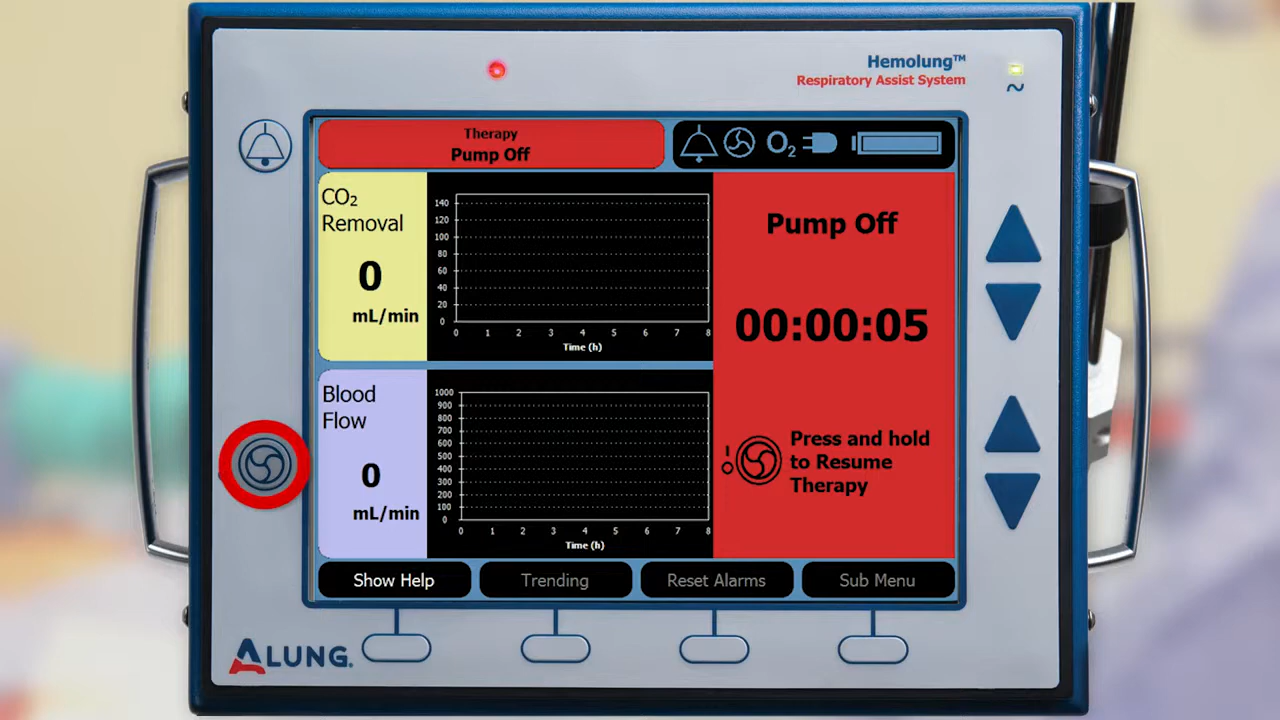 Hemolung™
Respiratory Assist System
Therapy
Pump Off
O₂
CO₂
Removal
0
mL/min
140
120
100
80
60
40
20
0
0 1 2 3 4 5 6 7 8
Time (h)
Pump Off
00:00:05
Press and hold
to Resume
Therapy
Blood
Flow
0
mL/min
1000
900
800
700
600
500
400
300
200
100
0
0 1 2 3 4 5 6 7 8
Time (h)
Show Help
Trending
Reset Alarms
Sub Menu
ALUNG®